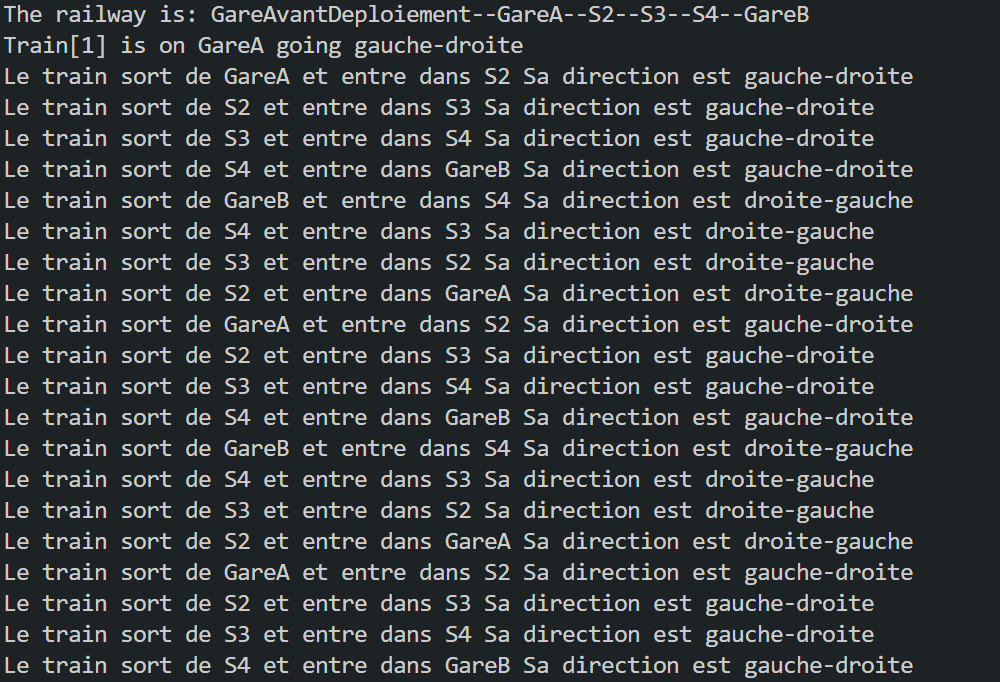 The railway is: GareAvantDeploiement--GareA--S2--S3--S4--GareB
Train[1] is on GareA going gauche-droite
Le train sort de GareA et entre dans S2 Sa direction est gauche-droite
Le train sort de S2 et entre dans S3 Sa direction est gauche-droite
Le train sort de S3 et entre dans S4 Sa direction est gauche-droite
Le train sort de S4 et entre dans GareB Sa direction est gauche-droite
Le train sort de GareB et entre dans S4 Sa direction est droite-gauche
Le train sort de S4 et entre dans S3 Sa direction est droite-gauche
Le train sort de S3 et entre dans S2 Sa direction est droite-gauche
Le train sort de S2 et entre dans GareA Sa direction est droite-gauche
Le train sort de GareA et entre dans S2 Sa direction est gauche-droite
Le train sort de S2 et entre dans S3 Sa direction est gauche-droite
Le train sort de S3 et entre dans S4 Sa direction est gauche-droite
Le train sort de S4 et entre dans GareB Sa direction est gauche-droite
Le train sort de GareB et entre dans S4 Sa direction est droite-gauche
Le train sort de S4 et entre dans S3 Sa direction est droite-gauche
Le train sort de S3 et entre dans S2 Sa direction est droite-gauche
Le train sort de S2 et entre dans GareA Sa direction est droite-gauche
Le train sort de GareA et entre dans S2 Sa direction est gauche-droite
Le train sort de S2 et entre dans S3 Sa direction est gauche-droite
Le train sort de S3 et entre dans S4 Sa direction est gauche-droite
Le train sort de S4 et entre dans GareB Sa direction est gauche-droite